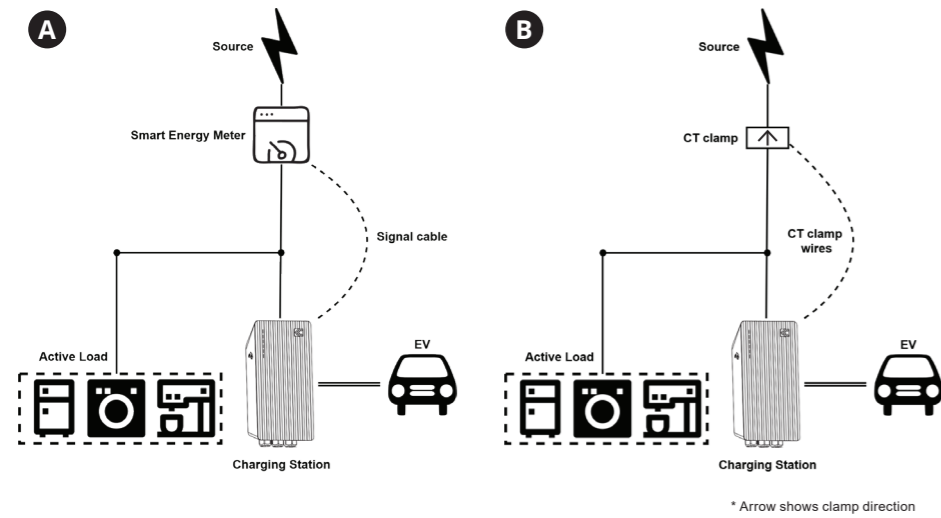 A
Source
Smart Energy Meter
Signal cable
Active Load
EV
Charging Station
B
Source
CT clamp
CT clamp
wires
Active Load
EV
Charging Station
* Arrow shows clamp direction